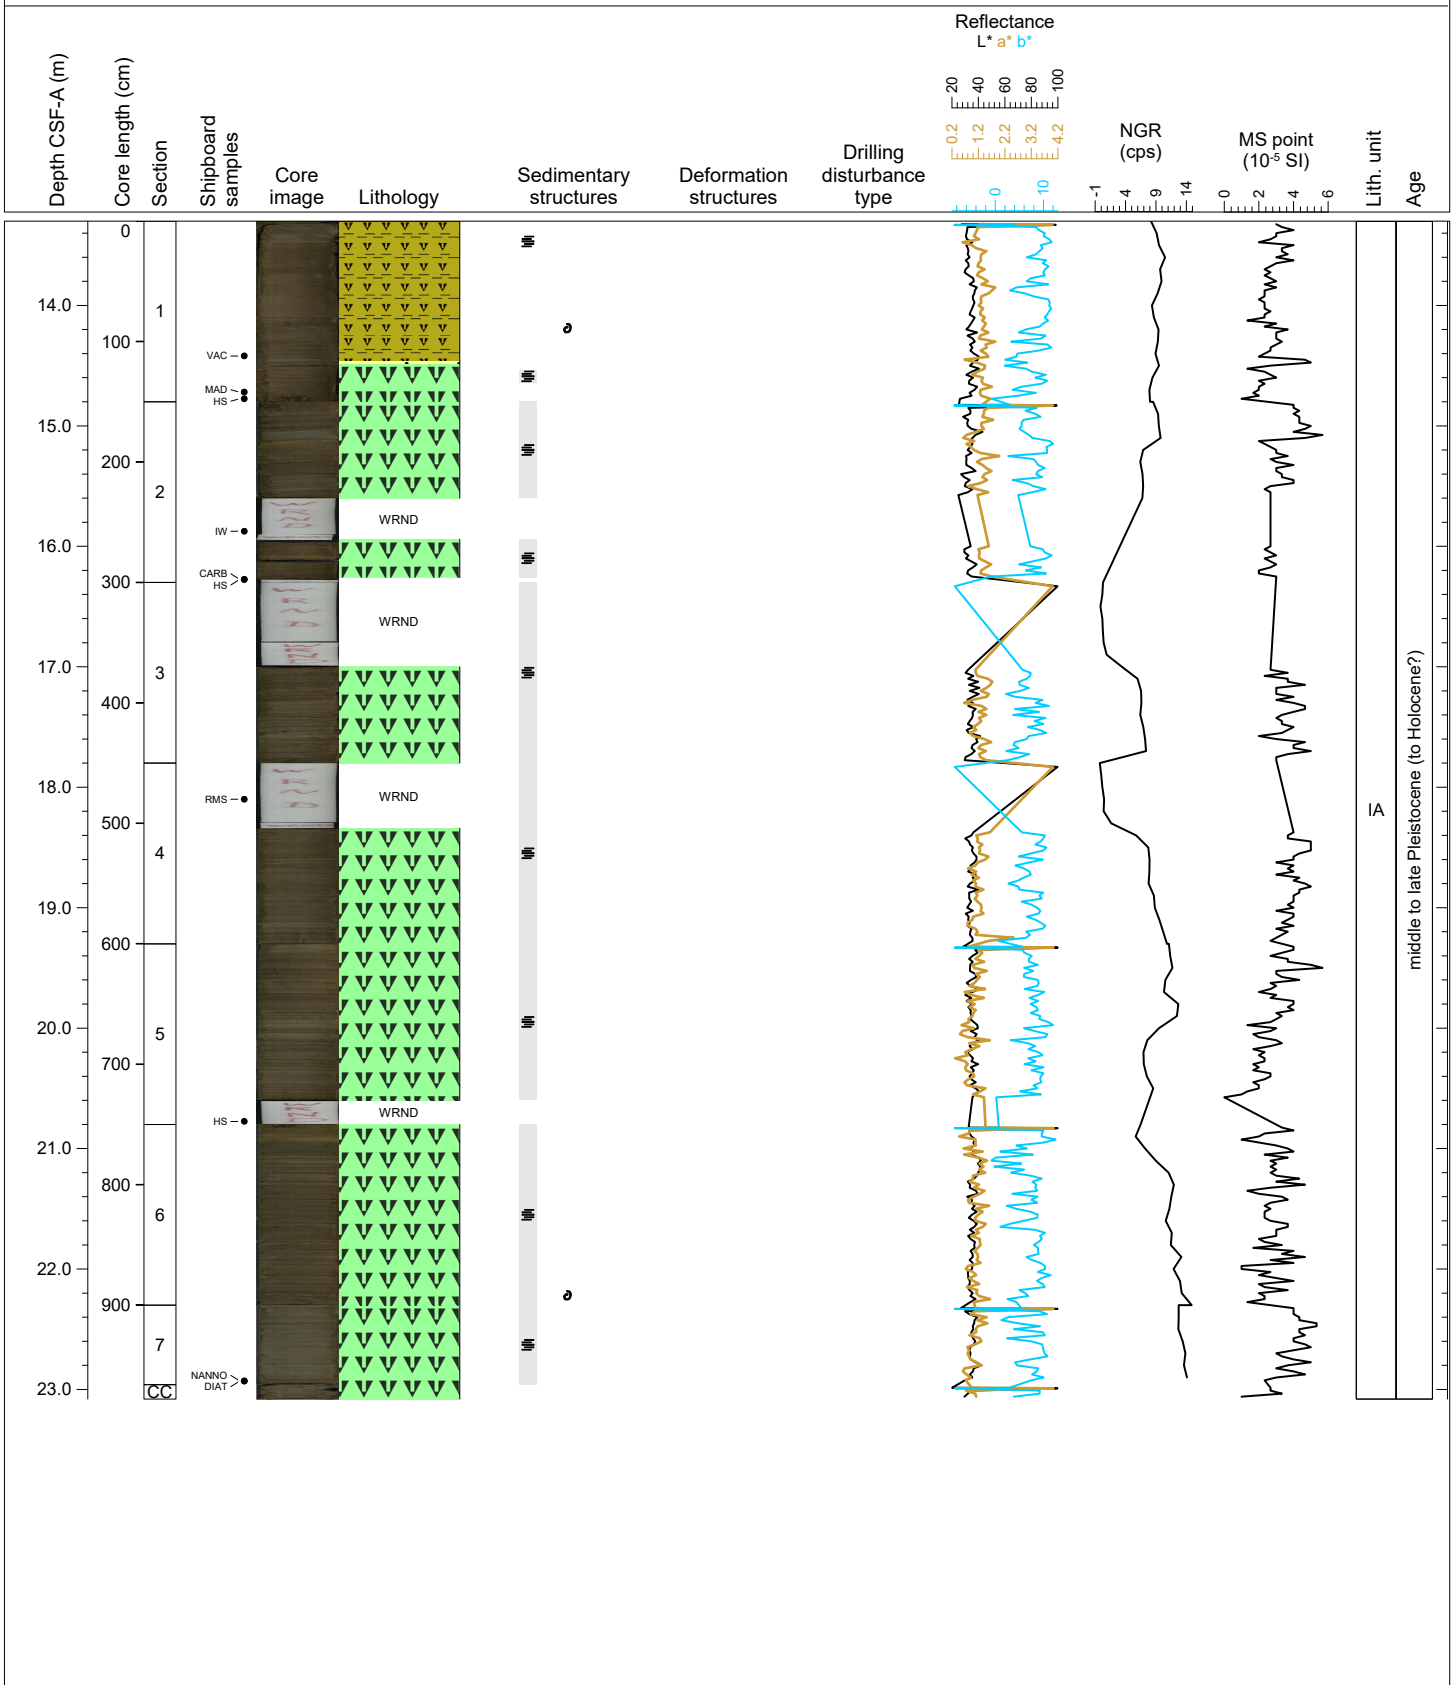 Reflectance
L* a* b*
20 40 60 80 100
0.2 1.2 2.2 3.2 4.2
0 10
Depth CSF-A (m)
Core length (cm)
Section
Shipboard
samples
Core
image
Lithology
Sedimentary
structures
Deformation
structures
Drilling
disturbance
type
NGR
(cps)
-1 4 9 14
MS point
(10-5 SI)
0 2 4 6
Lith. unit
Age
0
14.0
1
100
VAC
MAD
HS
15.0
200
2
WRND
IW
16.0
CARB
300
HS
WRND
17.0
3
400
18.0
WRND
RMS
IA
middle to late Pleistocene (to Holocene?)
500
4
19.0
600
20.0
5
700
WRND
HS
21.0
800
6
22.0
900
7
NANNO
DIAT
23.0
CC